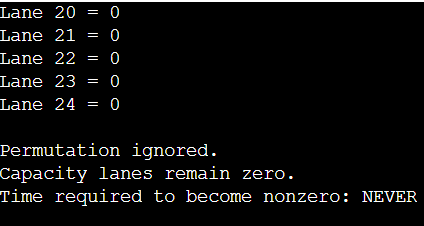 Lane 20 = 0
Lane 21 = 0
Lane 22 = 0
Lane 23 = 0
Lane 24 = 0
Permutation ignored.
Capacity lanes remain zero.
Time required to become nonzero: NEVER